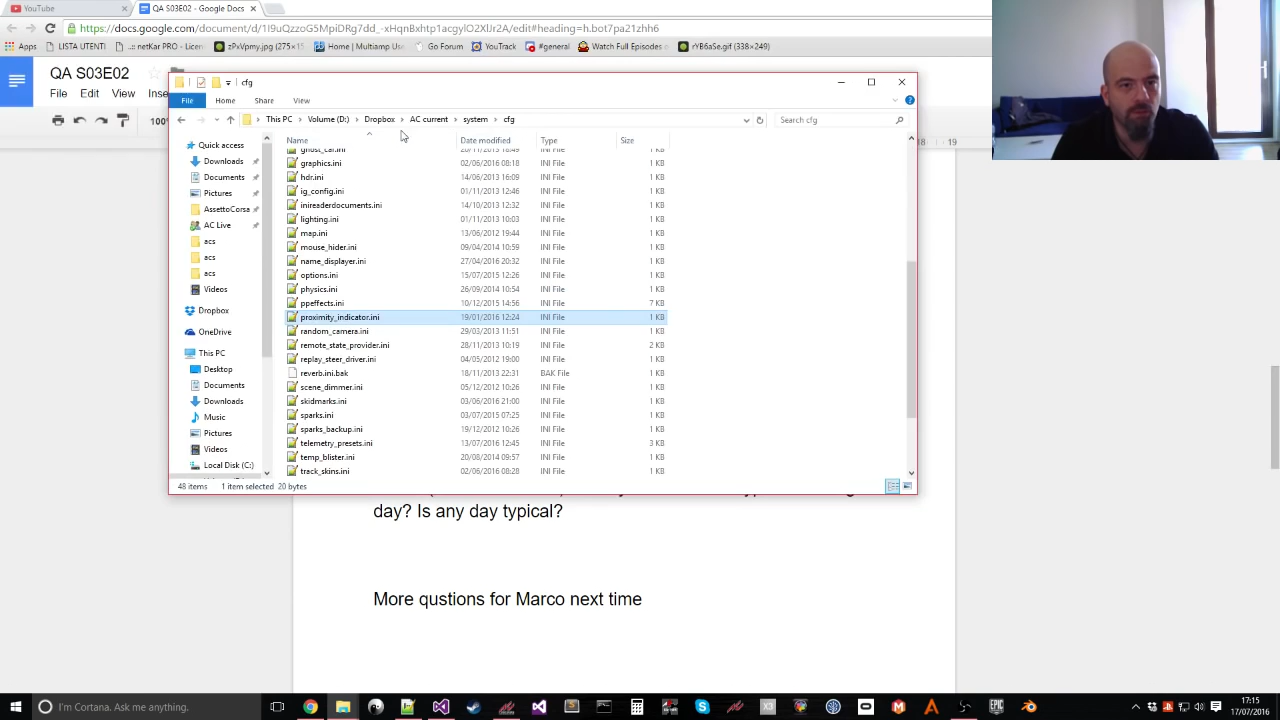 YouTube
QA S03E02 - Google Docs
Apps
LISTA UTENTI
..:: netKar PRO - Licen
zPxVpmy.jpg (275×15
Home | Multiamp Use
Go Forum
YouTrack
#general
Watch Full Episodes o
rYB6aSe.gif (338×249)
QA S03E02
File Edit View Inse
100%
18 19
cfg
File Home Share View
This PC Volume (D:) Dropbox AC current system cfg
Search cfg
Name Date modified Type Size
graphics.ini 02/06/2016 08:18 INI File 1 KB
hdr.ini 14/06/2013 16:09 INI File 1 KB
ig_config.ini 01/11/2013 12:46 INI File 1 KB
inireaderdocuments.ini 14/10/2013 12:32 INI File 1 KB
lighting.ini 01/11/2013 10:03 INI File 1 KB
map.ini 13/06/2012 19:44 INI File 1 KB
mouse_hider.ini 09/04/2014 10:59 INI File 1 KB
name_displayer.ini 27/04/2016 20:32 INI File 1 KB
options.ini 15/07/2015 12:26 INI File 1 KB
physics.ini 26/09/2014 10:54 INI File 1 KB
ppeffects.ini 10/12/2015 14:56 INI File 7 KB
proximity_indicator.ini 19/01/2016 12:24 INI File 1 KB
random_camera.ini 29/03/2013 11:51 INI File 1 KB
remote_state_provider.ini 28/11/2013 10:19 INI File 2 KB
replay_steer_driver.ini 04/05/2012 19:00 INI File 1 KB
reverb.ini.bak 18/11/2013 22:31 BAK File 1 KB
scene_dimmer.ini 05/12/2012 10:26 INI File 1 KB
skidmarks.ini 03/06/2016 21:00 INI File 1 KB
sparks.ini 03/07/2015 07:25 INI File 1 KB
sparks_backup.ini 19/12/2012 10:26 INI File 1 KB
telemetry_presets.ini 13/07/2016 12:45 INI File 3 KB
temp_blister.ini 20/08/2014 09:57 INI File 1 KB
track_skins.ini 02/06/2016 08:28 INI File 1 KB
Quick access
Downloads
Documents
Pictures
AssettoCorsa
AC Live
acs
acs
acs
Videos
Dropbox
OneDrive
This PC
Desktop
Documents
Downloads
Music
Pictures
Videos
Local Disk (C:)
48 items 1 item selected 20 bytes
day? Is any day typical?
More qustions for Marco next time
I'm Cortana. Ask me anything.
17:15
17/07/2016